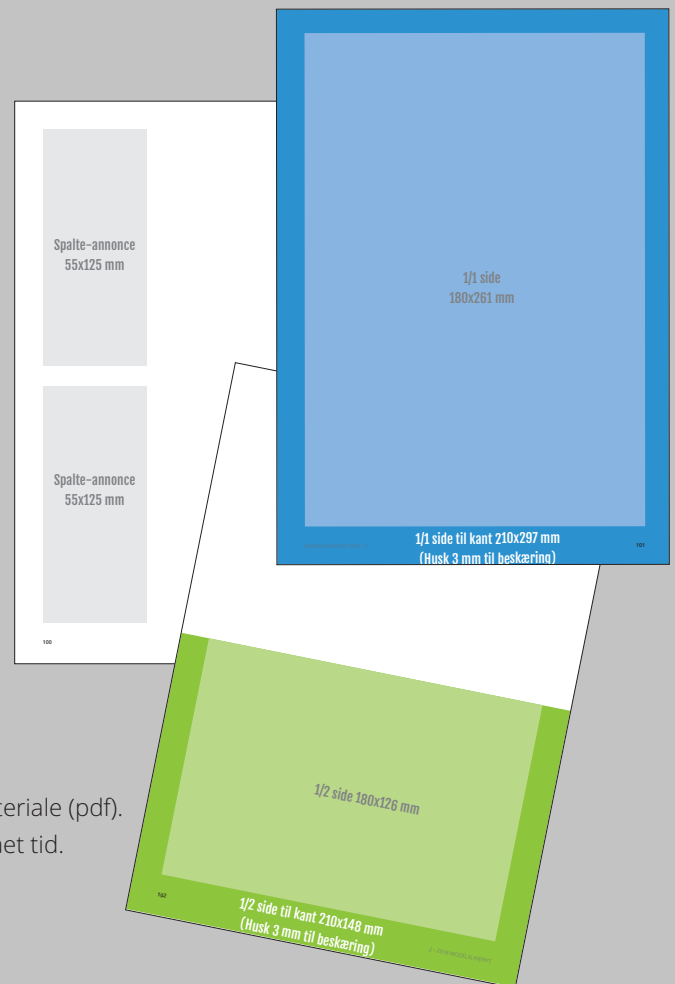 Spalte-annonce
55x125 mm
Spalte-annonce
55x125 mm
100
1/1 side
180x261 mm
1/1 side til kant 210x297 mm
(Husk 3 mm til beskæring)
101
1/2 side 180x126 mm
1/2 side til kant 210x148 mm
(Husk 3 mm til beskæring)
102
(pdf).
tid.